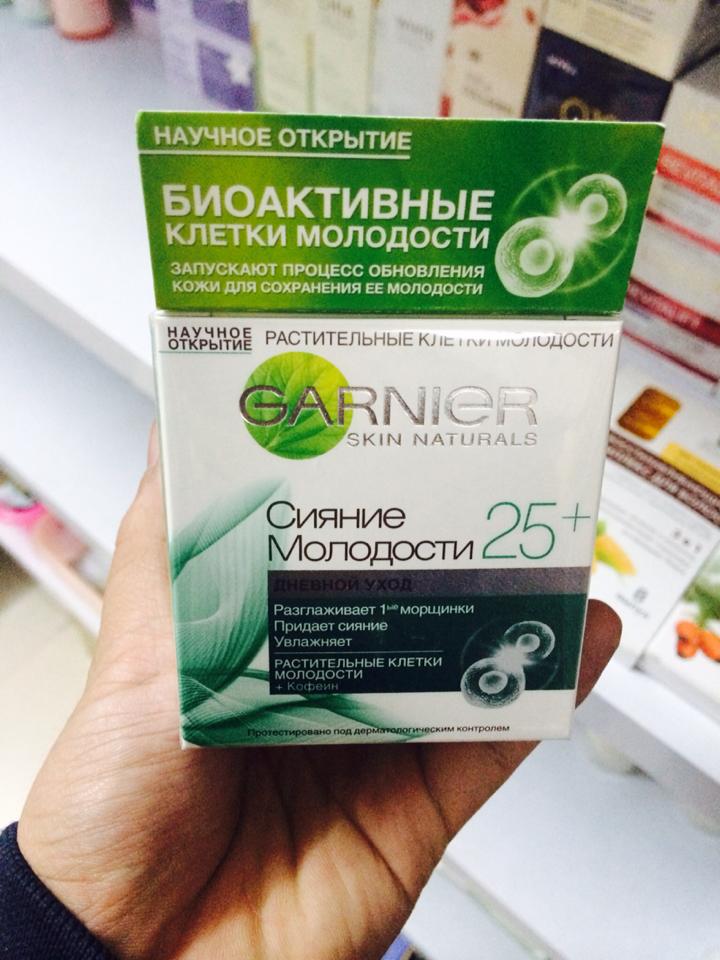 НАУЧНОЕ ОТКРЫТИЕ
БИОАКТИВНЫЕ
КЛЕТКИ МОЛОДОСТИ
ЗАПУСКАЮТ ПРОЦЕСС ОБНОВЛЕНИЯ
КОЖИ ДЛЯ СОХРАНЕНИЯ ЕЕ МОЛОДОСТИ
НАУЧНОЕ
ОТКРЫТИЕ
РАСТИТЕЛЬНЫЕ КЛЕТКИ МОЛОДОСТИ
GARNIER
SKIN NATURALS
Сияние
Молодости 25+
ДНЕВНОЙ УХОД
Разглаживает 1ые морщинки
Придает сияние
Увлажняет
РАСТИТЕЛЬНЫЕ КЛЕТКИ
МОЛОДОСТИ
+ Кофеин
Протестировано под дерматологическим контролем